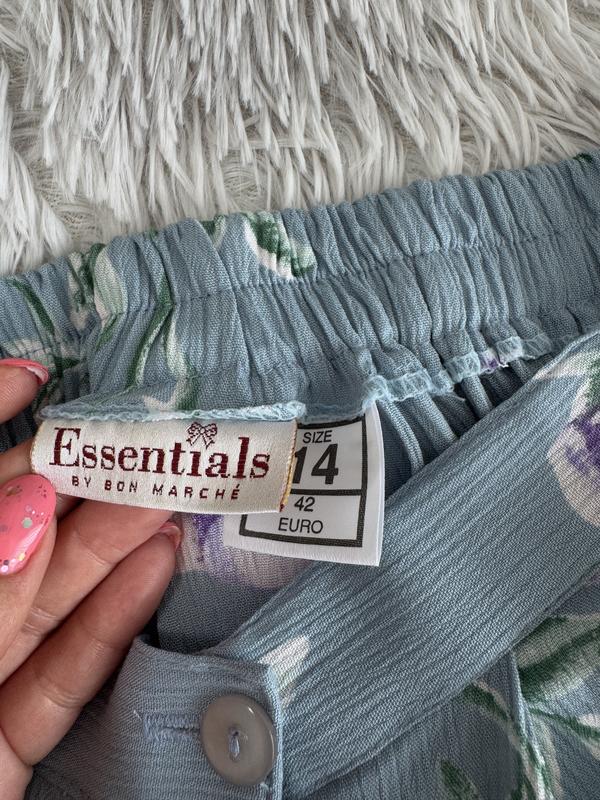 Essentials
BY BON MARCHÉ
SIZE
14
42
EURO